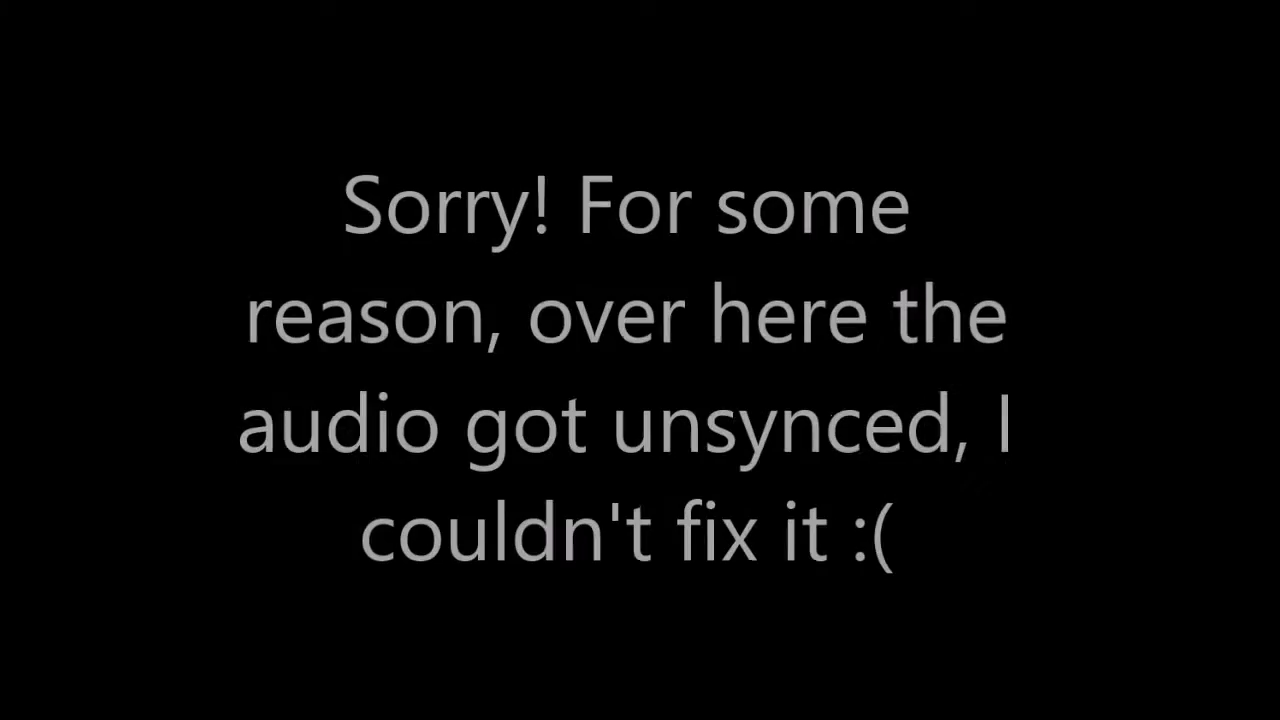 Sorry! For some
reason, over here the
audio got unsynced, I
couldn't fix it :(